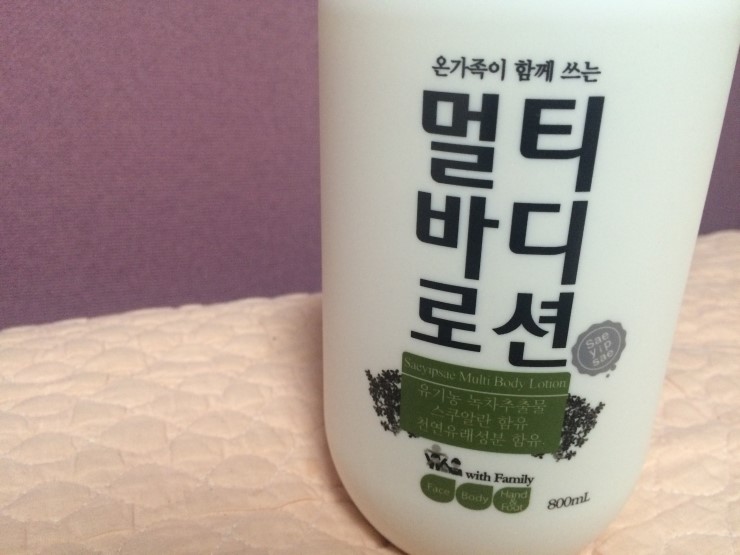 온가족이 함께 쓰는
멀티
바디
로션
Sae
yip
sae
Saeyipsae Multi Body Lotion
유기농 녹차추출물
스쿠알란 함유
천연유래성분 함유
with Family
Face
Body
Hand
&
Foot
800mL